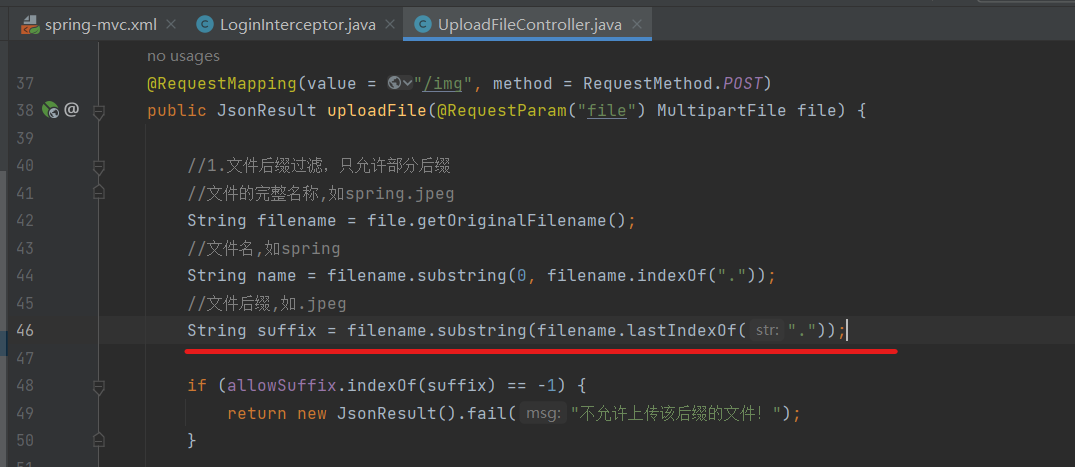 spring-mvc.xml LoginInterceptor.java UploadFileController.java
no usages
37 @RequestMapping(value = "/img", method = RequestMethod.POST)
38 @ public JsonResult uploadFile(@RequestParam("file") MultipartFile file) {
39
40 //1.文件后缀过滤，只允许部分后缀
41 //文件的完整名称,如spring.jpeg
42 String filename = file.getOriginalFilename();
43 //文件名,如spring
44 String name = filename.substring(0, filename.indexOf("."));
45 //文件后缀,如.jpeg
46 String suffix = filename.substring(filename.lastIndexOf( str: "."));
47
48 if (allowSuffix.indexOf(suffix) == -1) {
49 return new JsonResult().fail( msg: "不允许上传该后缀的文件！");
50 }